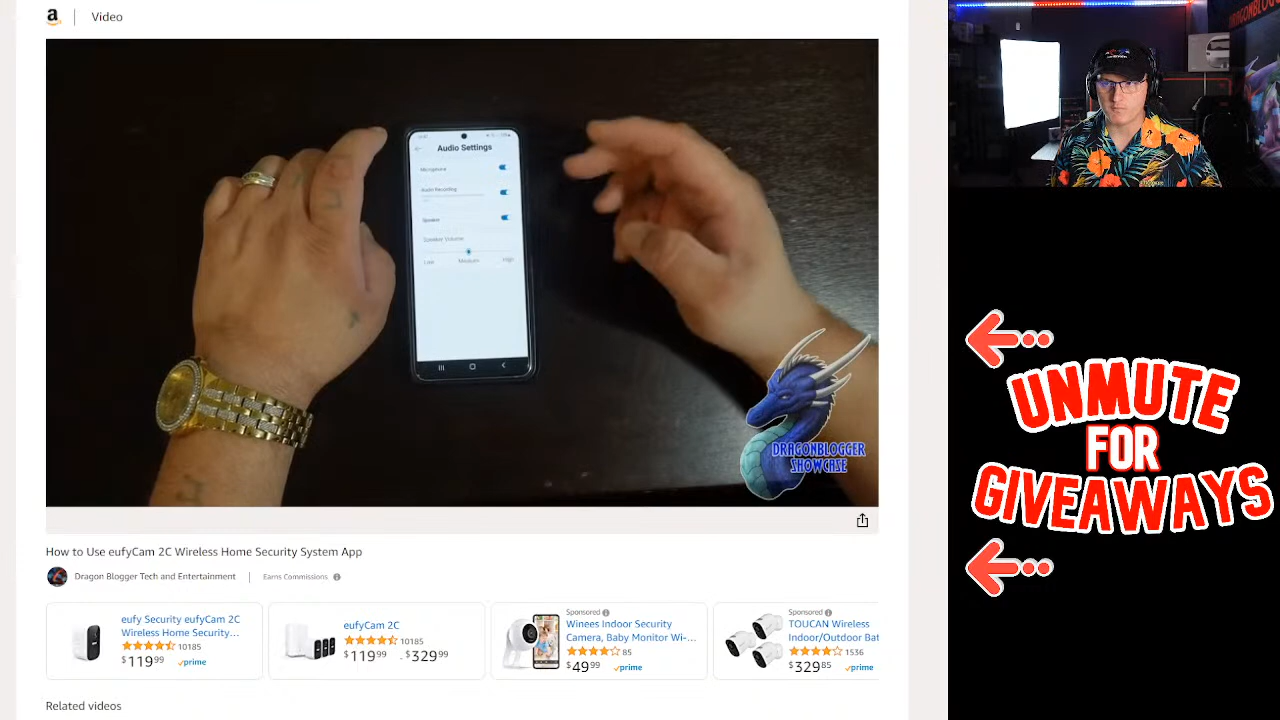 a | Video
Audio Settings
Microphone
Audio Recording
Speaker
Speaker Volume
Low Medium High
DRAGONBLOGGER
SHOWCASE
UNMUTE
FOR
GIVEAWAYS
How to Use eufyCam 2C Wireless Home Security System App
Dragon Blogger Tech and Entertainment | Earns Commissions
eufy Security eufyCam 2C
Wireless Home Security...
10185
$119.99 prime
eufyCam 2C
10185
$119.99 - $329.99
Sponsored
Winees Indoor Security
Camera, Baby Monitor Wi-...
85
$49.99 prime
Sponsored
TOUCAN Wireless
Indoor/Outdoor Bat
1536
$329.85 prime
Related videos